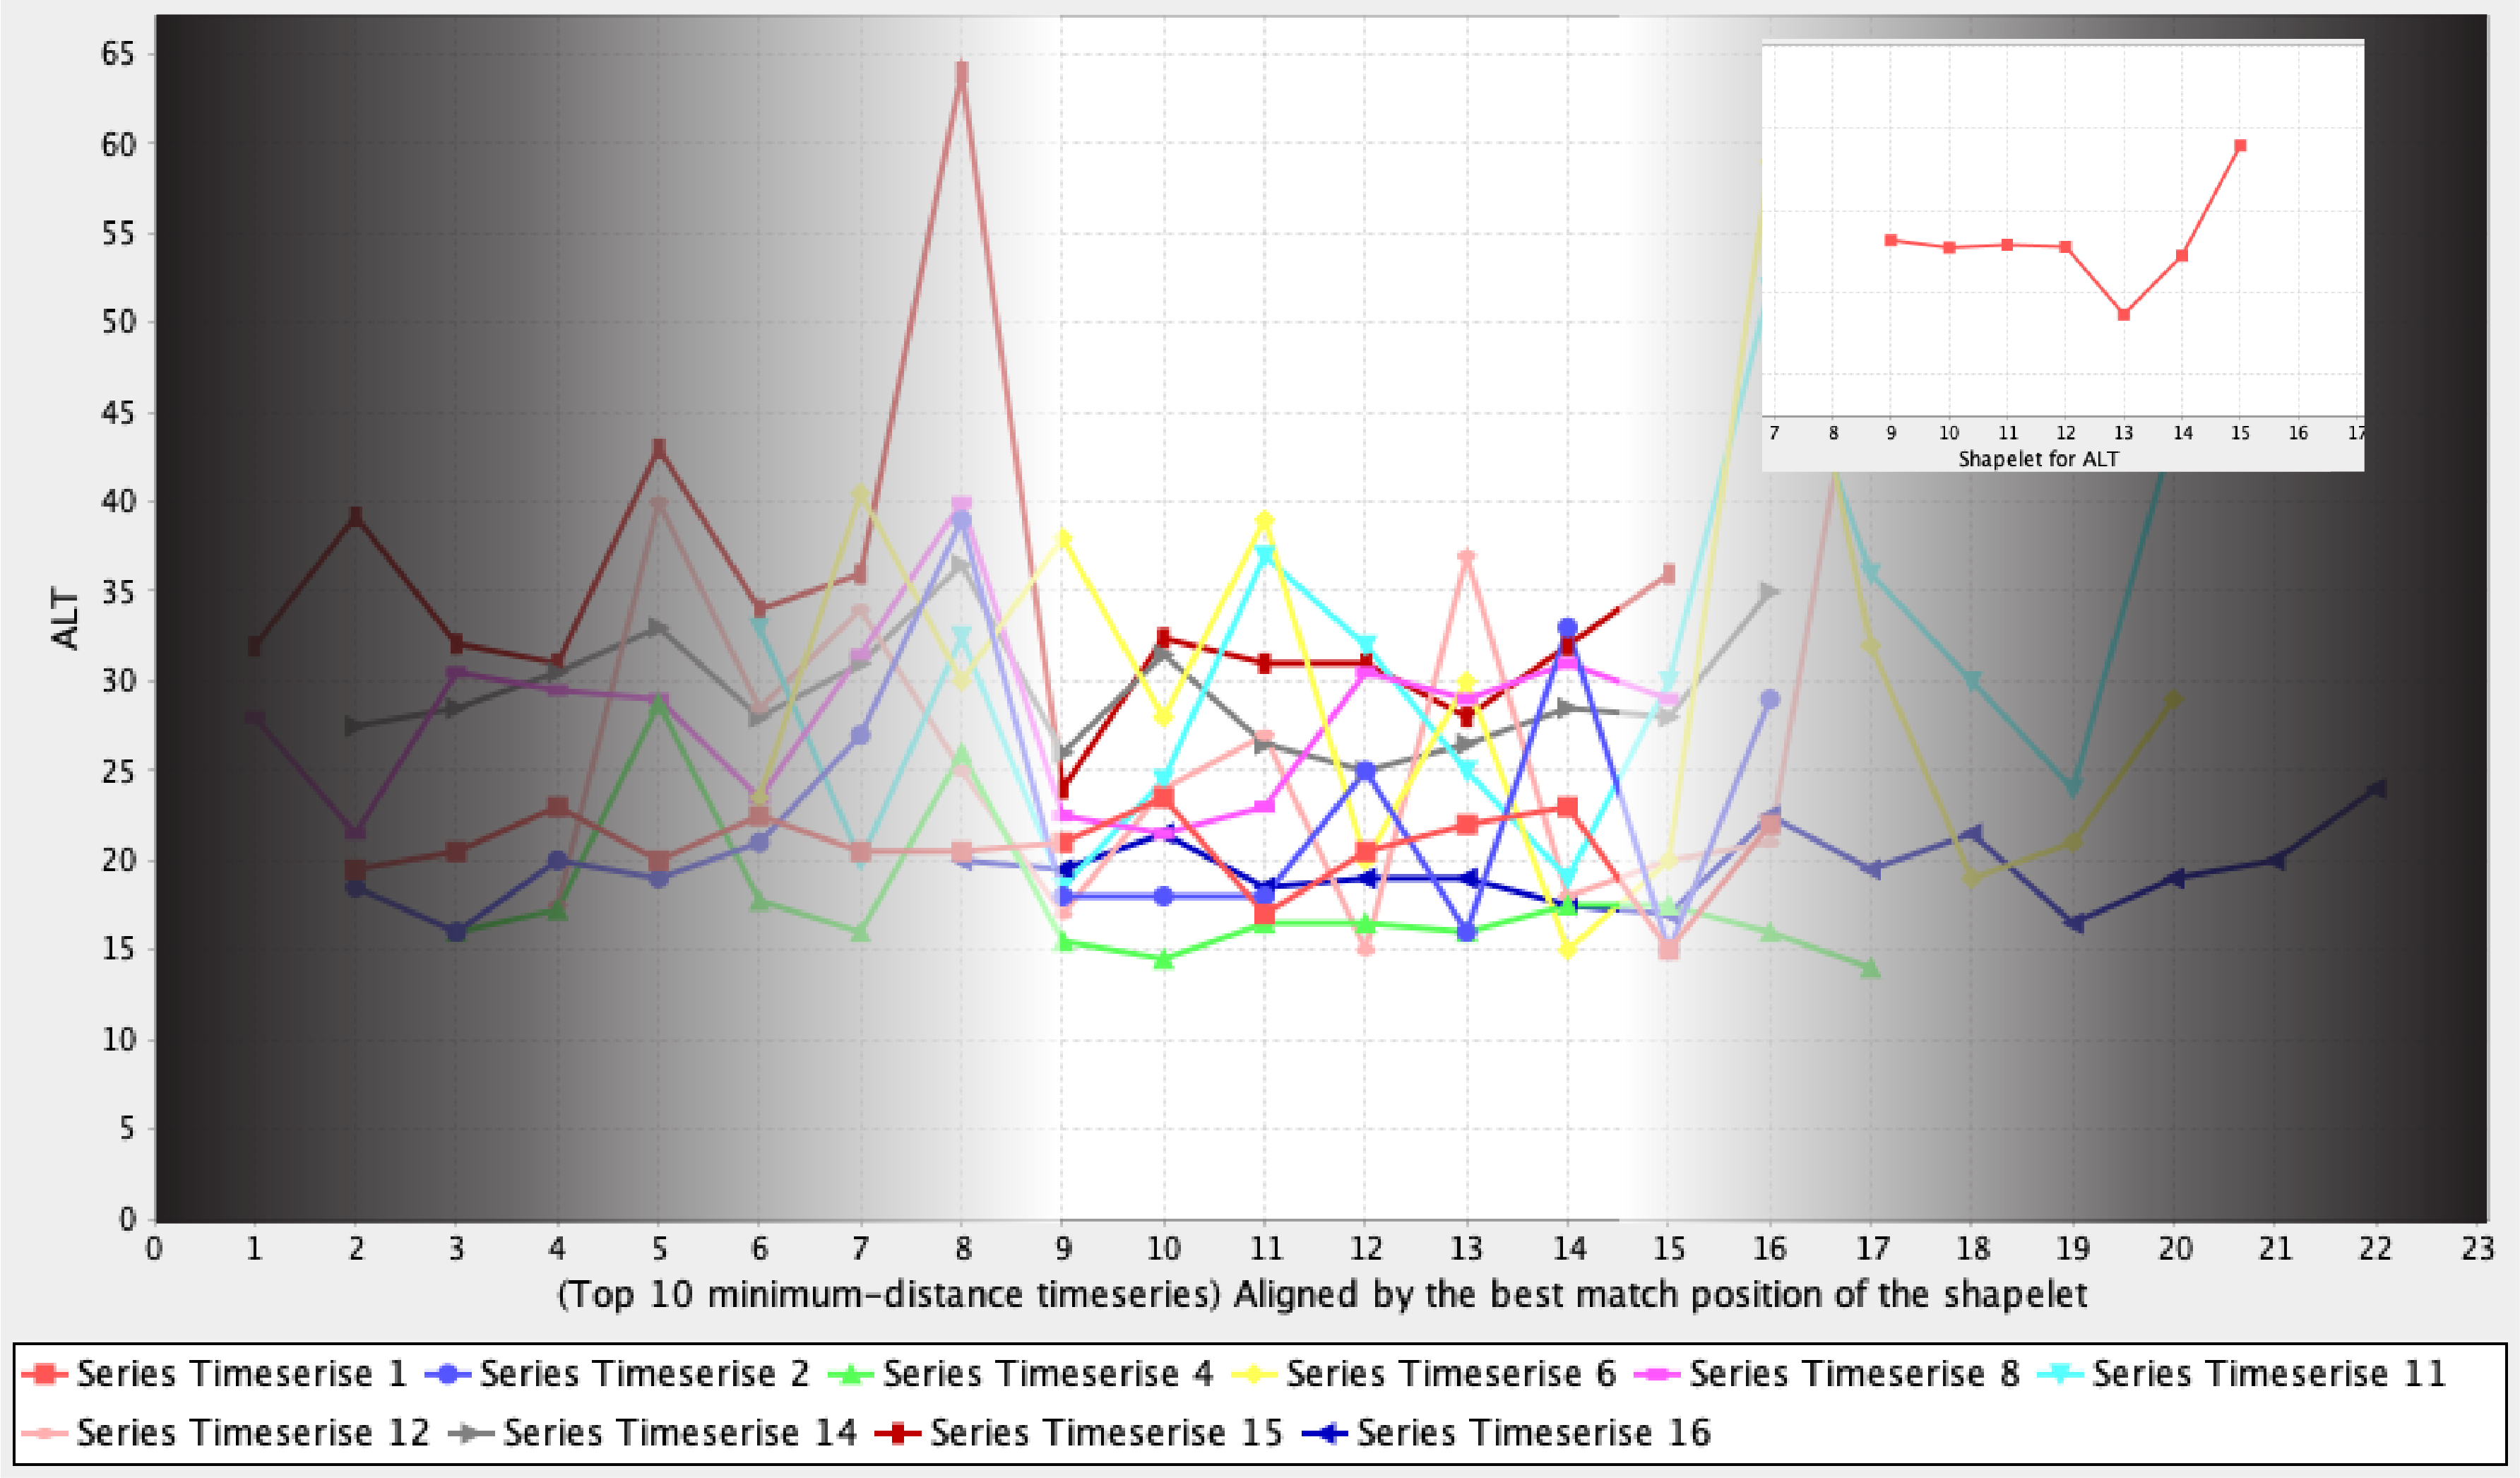 65
60
55
50
45
40
35
30
25
20
15
10
5
0
ALT
0 1 2 3 4 5 6 7 8 9 10 11 12 13 14 15 16 17 18 19 20 21 22 23
(Top 10 minimum-distance timeseries) Aligned by the best match position of the shapelet
7 8 9 10 11 12 13 14 15 16 17
Shapelet for ALT
Series Timeserise 1 Series Timeserise 2 Series Timeserise 4 Series Timeserise 6 Series Timeserise 8 Series Timeserise 11
Series Timeserise 12 Series Timeserise 14 Series Timeserise 15 Series Timeserise 16